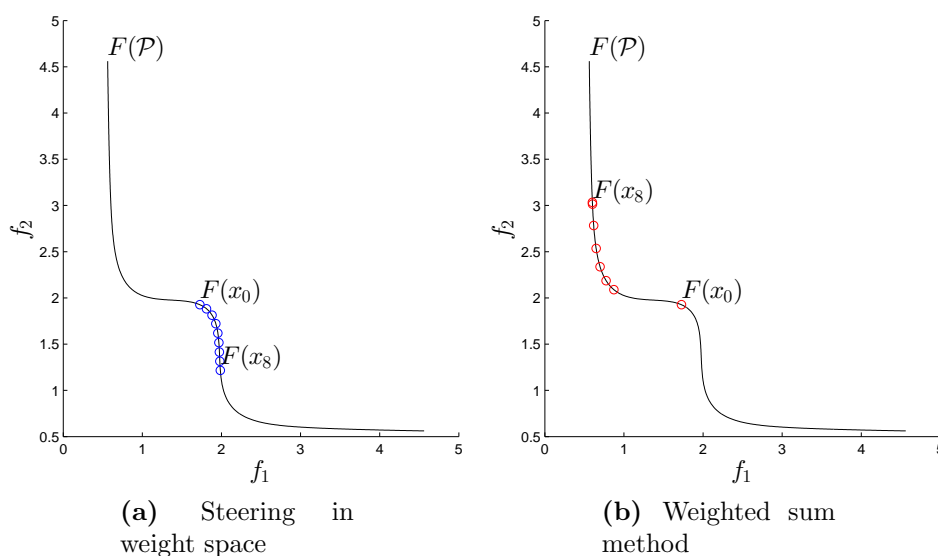 5
4.5
4
3.5
3
2.5
2
1.5
1
0.5
0 1 2 3 4 5
f2
f1
F(𝒫)
F(x0)
F(x8)
(a) Steering in
weight space
5
4.5
4
3.5
3
2.5
2
1.5
1
0.5
0 1 2 3 4 5
f2
f1
F(𝒫)
F(x8)
F(x0)
(b) Weighted sum
method